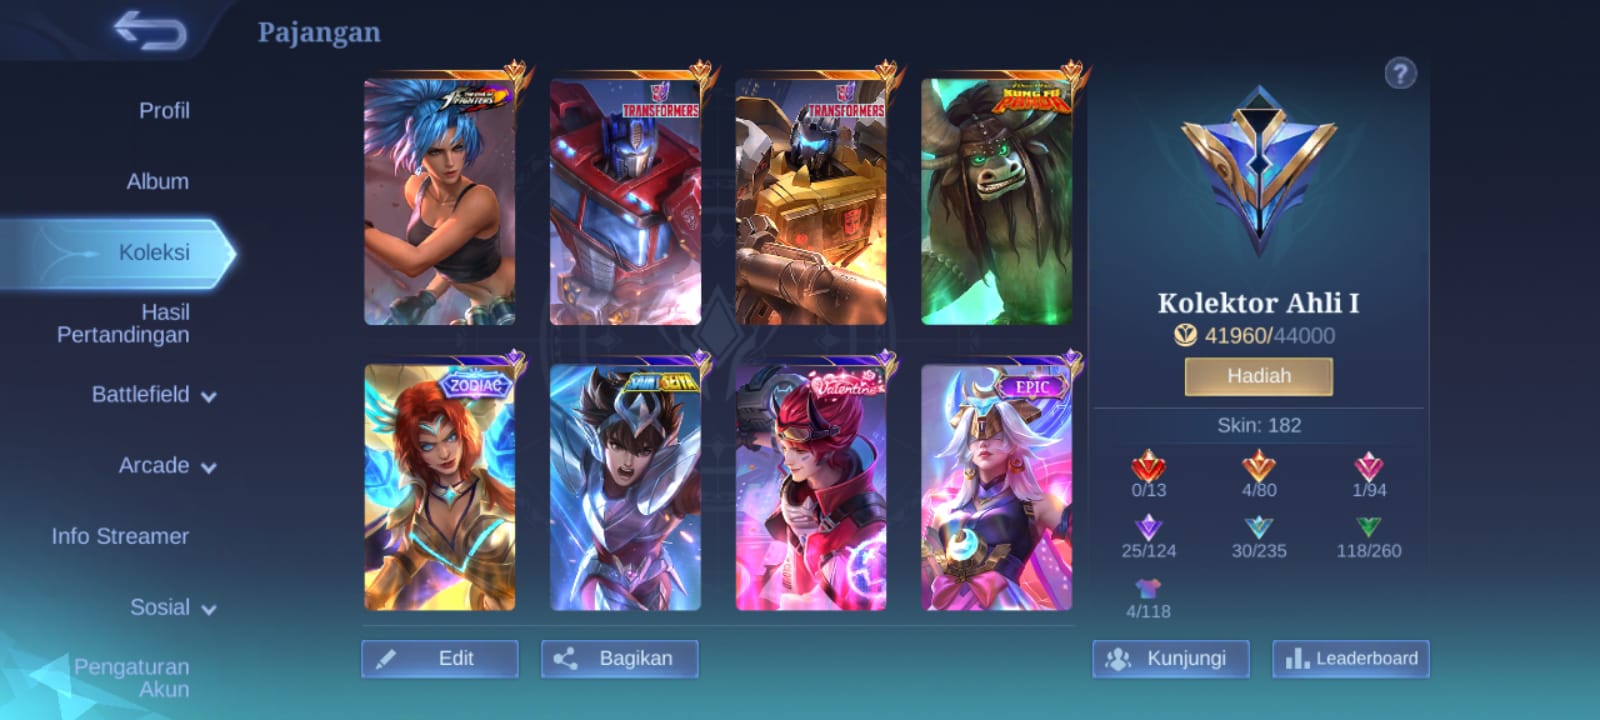 Pajangan
Profil
Album
Koleksi
Hasil
Pertandingan
Battlefield
Arcade
Info Streamer
Sosial
Pengaturan
Akun
THE KING OF FIGHTERS
TRANSFORMERS
TRANSFORMERS
KUNG FU
PANDA
ZODIAC
SAINT SEIYA
Valentine
EPIC
Edit
Bagikan
?
Kolektor Ahli I
41960/44000
Hadiah
Skin: 182
0/13
4/80
1/94
25/124
30/235
118/260
4/118
Kunjungi
Leaderboard